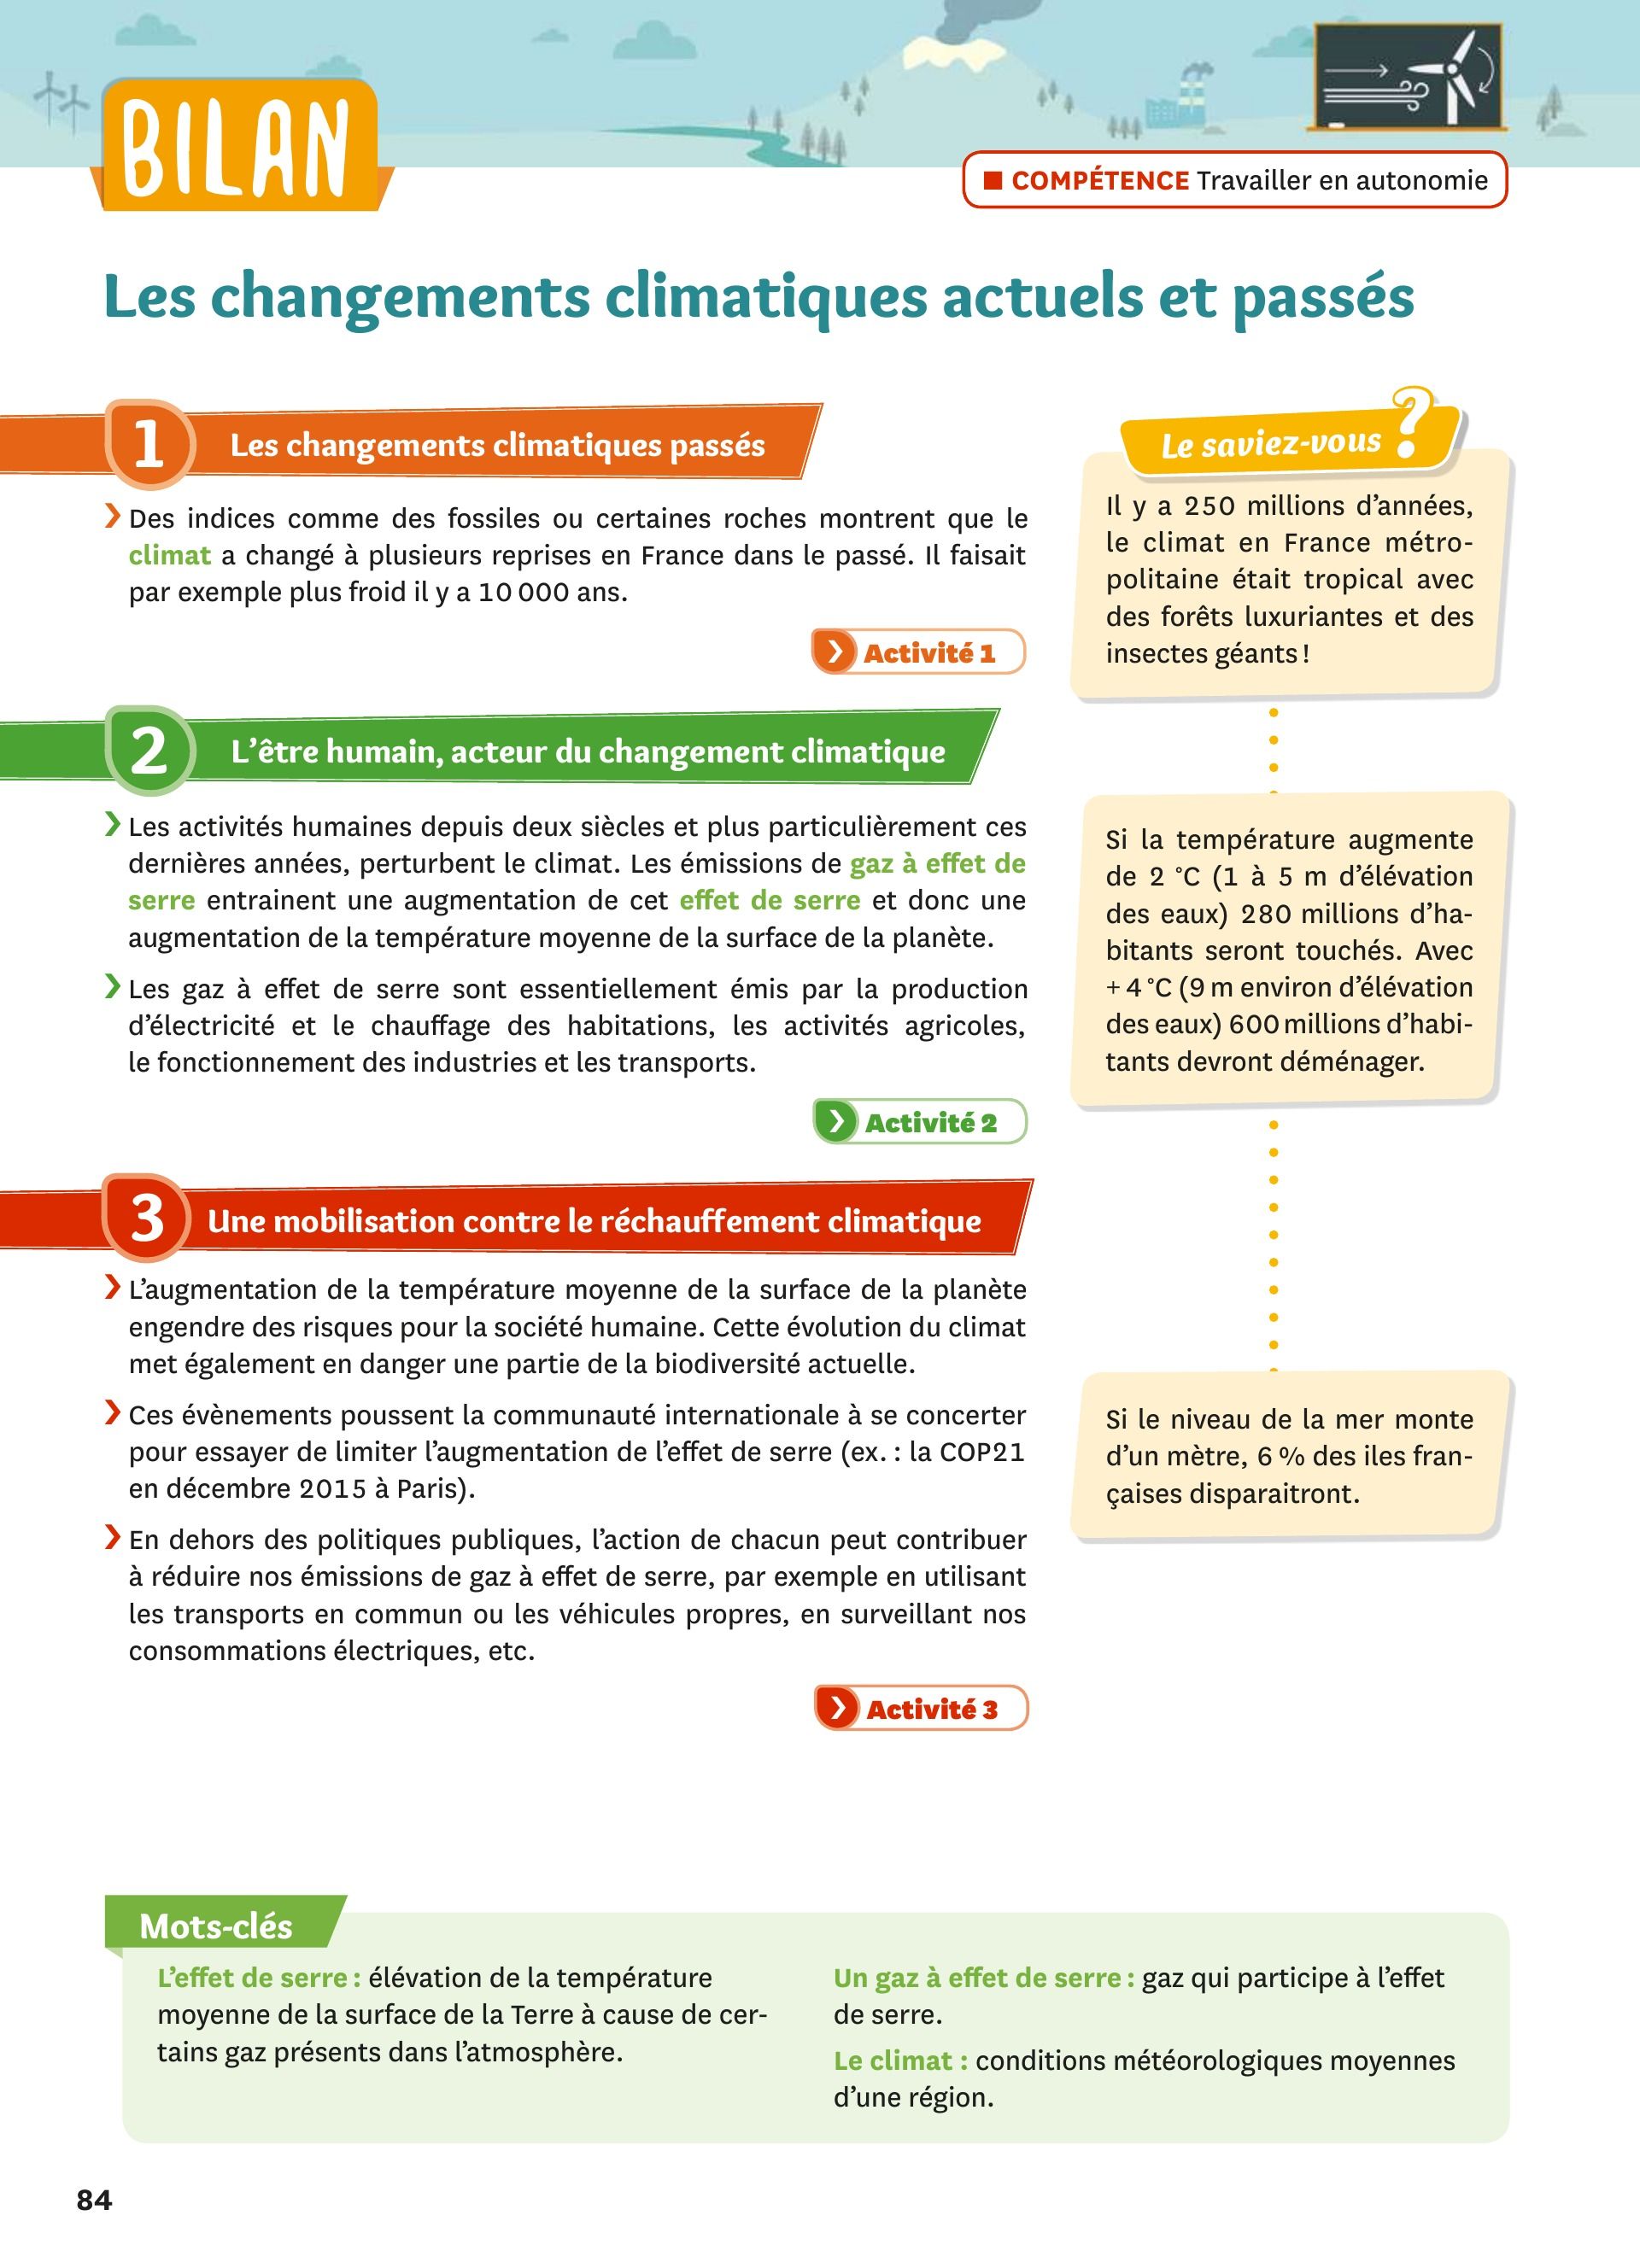 BILAN
COMPÉTENCE Travailler en autonomie
Les changements climatiques actuels et passés
1 Les changements climatiques passés
Des indices comme des fossiles ou certaines roches montrent que le
climat a changé à plusieurs reprises en France dans le passé. Il faisait
par exemple plus froid il y a 10 000 ans.
Activité 1
2 L'être humain, acteur du changement climatique
Les activités humaines depuis deux siècles et plus particulièrement ces
dernières années, perturbent le climat. Les émissions de gaz à effet de
serre entrainent une augmentation de cet effet de serre et donc une
augmentation de la température moyenne de la surface de la planète.
Les gaz à effet de serre sont essentiellement émis par la production
d'électricité et le chauffage des habitations, les activités agricoles,
le fonctionnement des industries et les transports.
Activité 2
3 Une mobilisation contre le réchauffement climatique
L'augmentation de la température moyenne de la surface de la planète
engendre des risques pour la société humaine. Cette évolution du climat
met également en danger une partie de la biodiversité actuelle.
Ces évènements poussent la communauté internationale à se concerter
pour essayer de limiter l'augmentation de l'effet de serre (ex. : la COP21
en décembre 2015 à Paris).
En dehors des politiques publiques, l'action de chacun peut contribuer
à réduire nos émissions de gaz à effet de serre, par exemple en utilisant
les transports en commun ou les véhicules propres, en surveillant nos
consommations électriques, etc.
Activité 3
Le saviez-vous ?
Il y a 250 millions d'années,
le climat en France métro-
politaine était tropical avec
des forêts luxuriantes et des
insectes géants !
Si la température augmente
de 2 °C (1 à 5 m d'élévation
des eaux) 280 millions d'ha-
bitants seront touchés. Avec
+ 4 °C (9 m environ d'élévation
des eaux) 600 millions d'habi-
tants devront déménager.
Si le niveau de la mer monte
d'un mètre, 6 % des iles fran-
çaises disparaitront.
Mots-clés
L'effet de serre : élévation de la température
moyenne de la surface de la Terre à cause de cer-
tains gaz présents dans l'atmosphère.
Un gaz à effet de serre : gaz qui participe à l'effet
de serre.
Le climat : conditions météorologiques moyennes
d'une région.
84